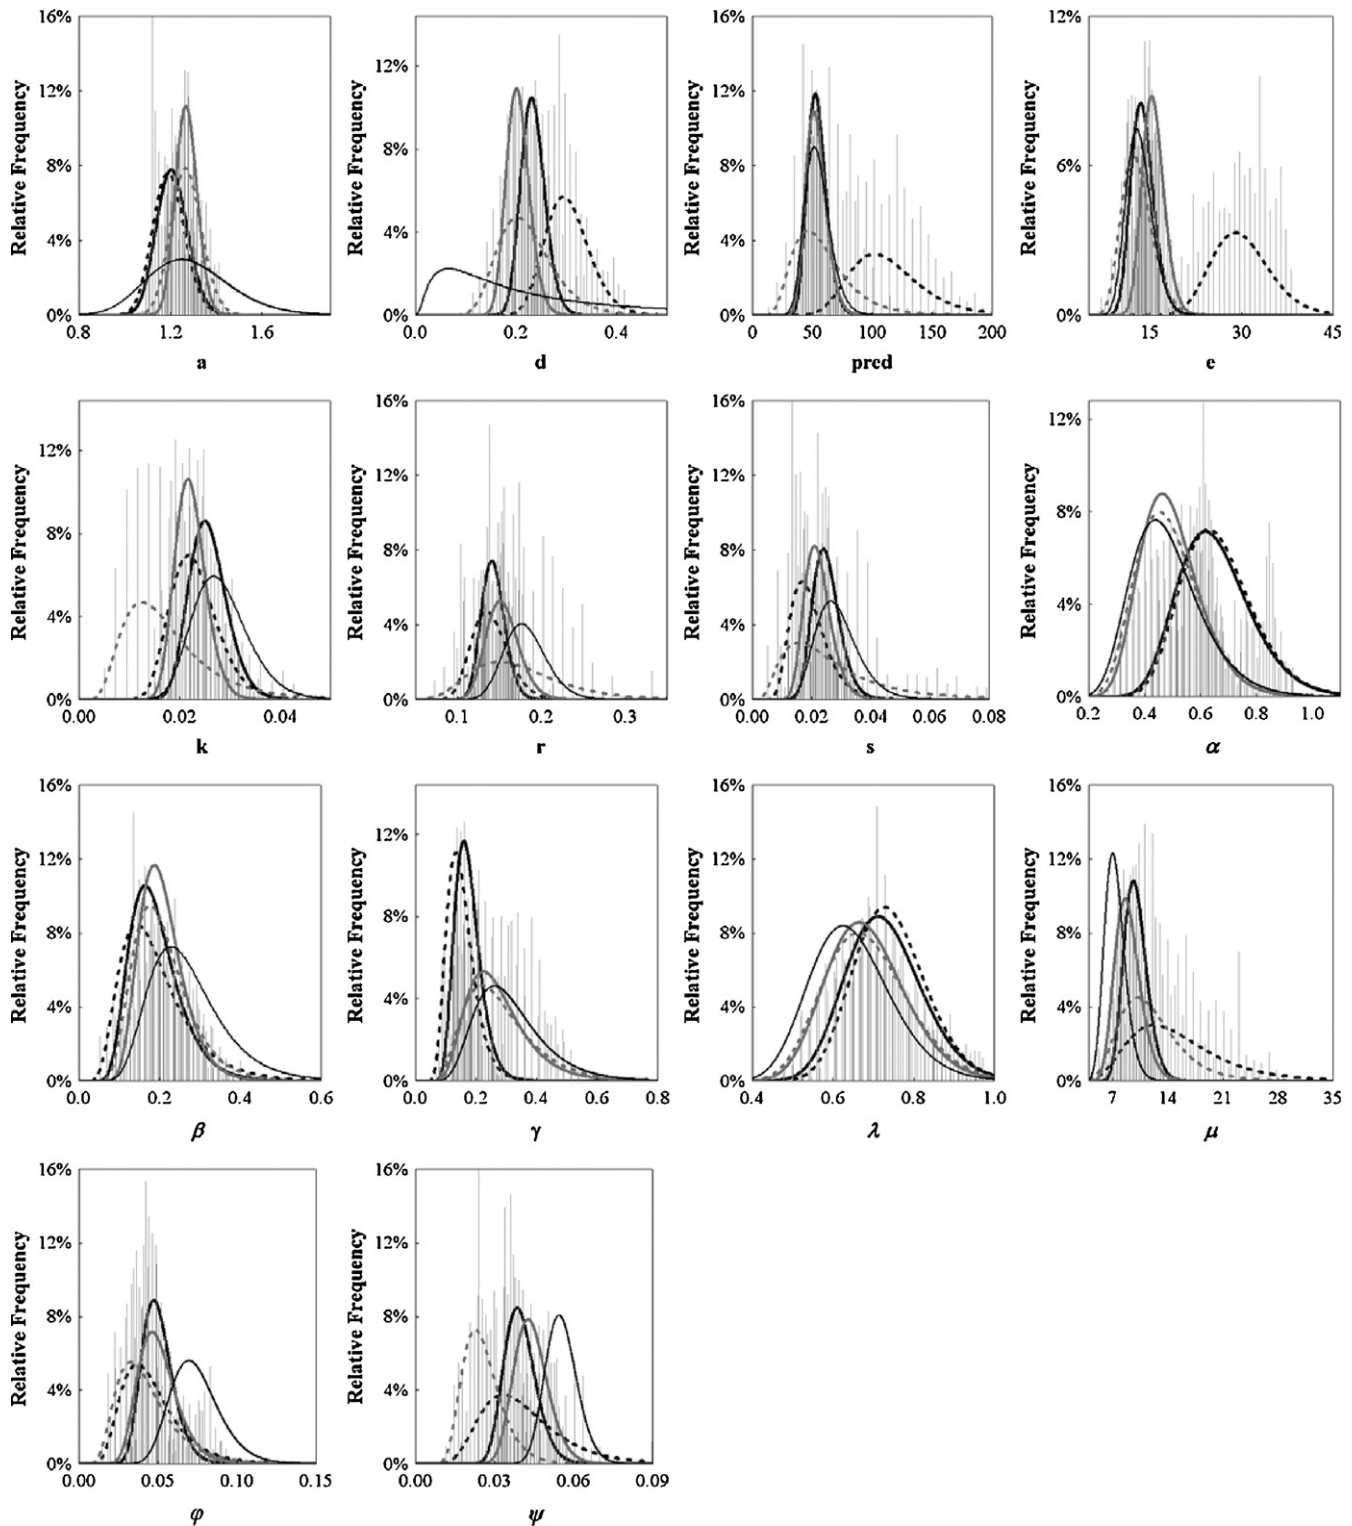 16%
12%
8%
4%
0%
Relative Frequency
0.8 1.2 1.6
a
12%
8%
4%
0%
Relative Frequency
0.0 0.2 0.4
d
16%
12%
8%
4%
0%
Relative Frequency
0 50 100 150 200
pred
12%
6%
0%
Relative Frequency
15 30 45
e
12%
8%
4%
0%
Relative Frequency
0.00 0.02 0.04
k
16%
12%
8%
4%
0%
Relative Frequency
0.1 0.2 0.3
r
16%
12%
8%
4%
0%
Relative Frequency
0.00 0.02 0.04 0.06 0.08
s
12%
8%
4%
0%
Relative Frequency
0.2 0.4 0.6 0.8 1.0
α
16%
12%
8%
4%
0%
Relative Frequency
0.0 0.2 0.4 0.6
β
12%
8%
4%
0%
Relative Frequency
0.0 0.2 0.4 0.6 0.8
γ
16%
12%
8%
4%
0%
Relative Frequency
0.4 0.6 0.8 1.0
λ
16%
12%
8%
4%
0%
Relative Frequency
7 14 21 28 35
μ
16%
12%
8%
4%
0%
Relative Frequency
0.00 0.05 0.10 0.15
φ
16%
12%
8%
4%
0%
Relative Frequency
0.00 0.03 0.06 0.09
ψ